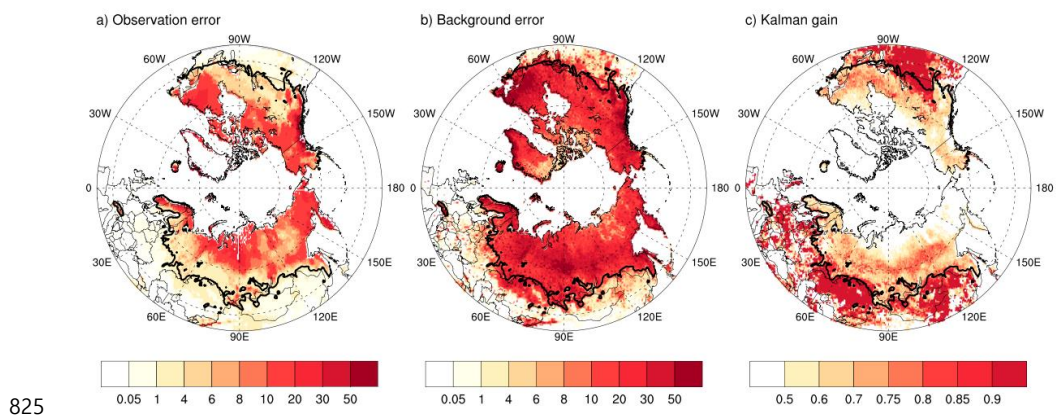 a) Observation error
b) Background error
c) Kalman gain
90W
60W
120W
30W
150W
0
180
30E
150E
60E
120E
90E
90W
60W
120W
30W
150W
0
180
30E
150E
60E
120E
90E
90W
60W
120W
30W
150W
0
180
30E
150E
60E
120E
90E
0.05 1 4 6 8 10 20 30 50
0.05 1 4 6 8 10 20 30 50
0.5 0.6 0.7 0.75 0.8 0.85 0.9
825